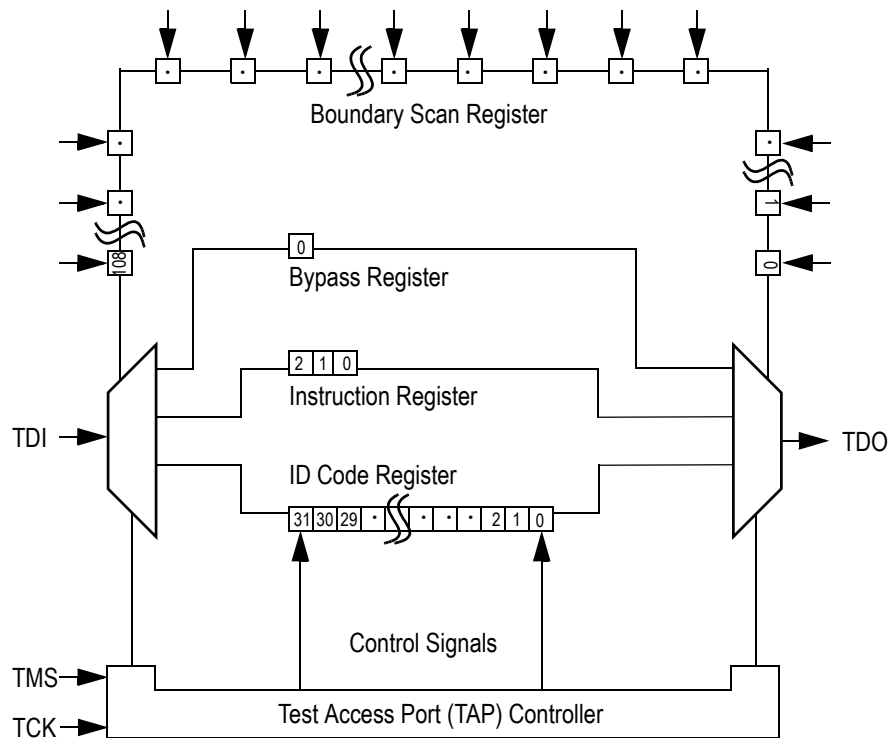 · · · · · · · ·
Boundary Scan Register
· ·
· 1
108 0
0
Bypass Register
2 1 0
Instruction Register
TDI TDO
ID Code Register
31 30 29 · · · · 2 1 0
Control Signals
TMS
Test Access Port (TAP) Controller
TCK